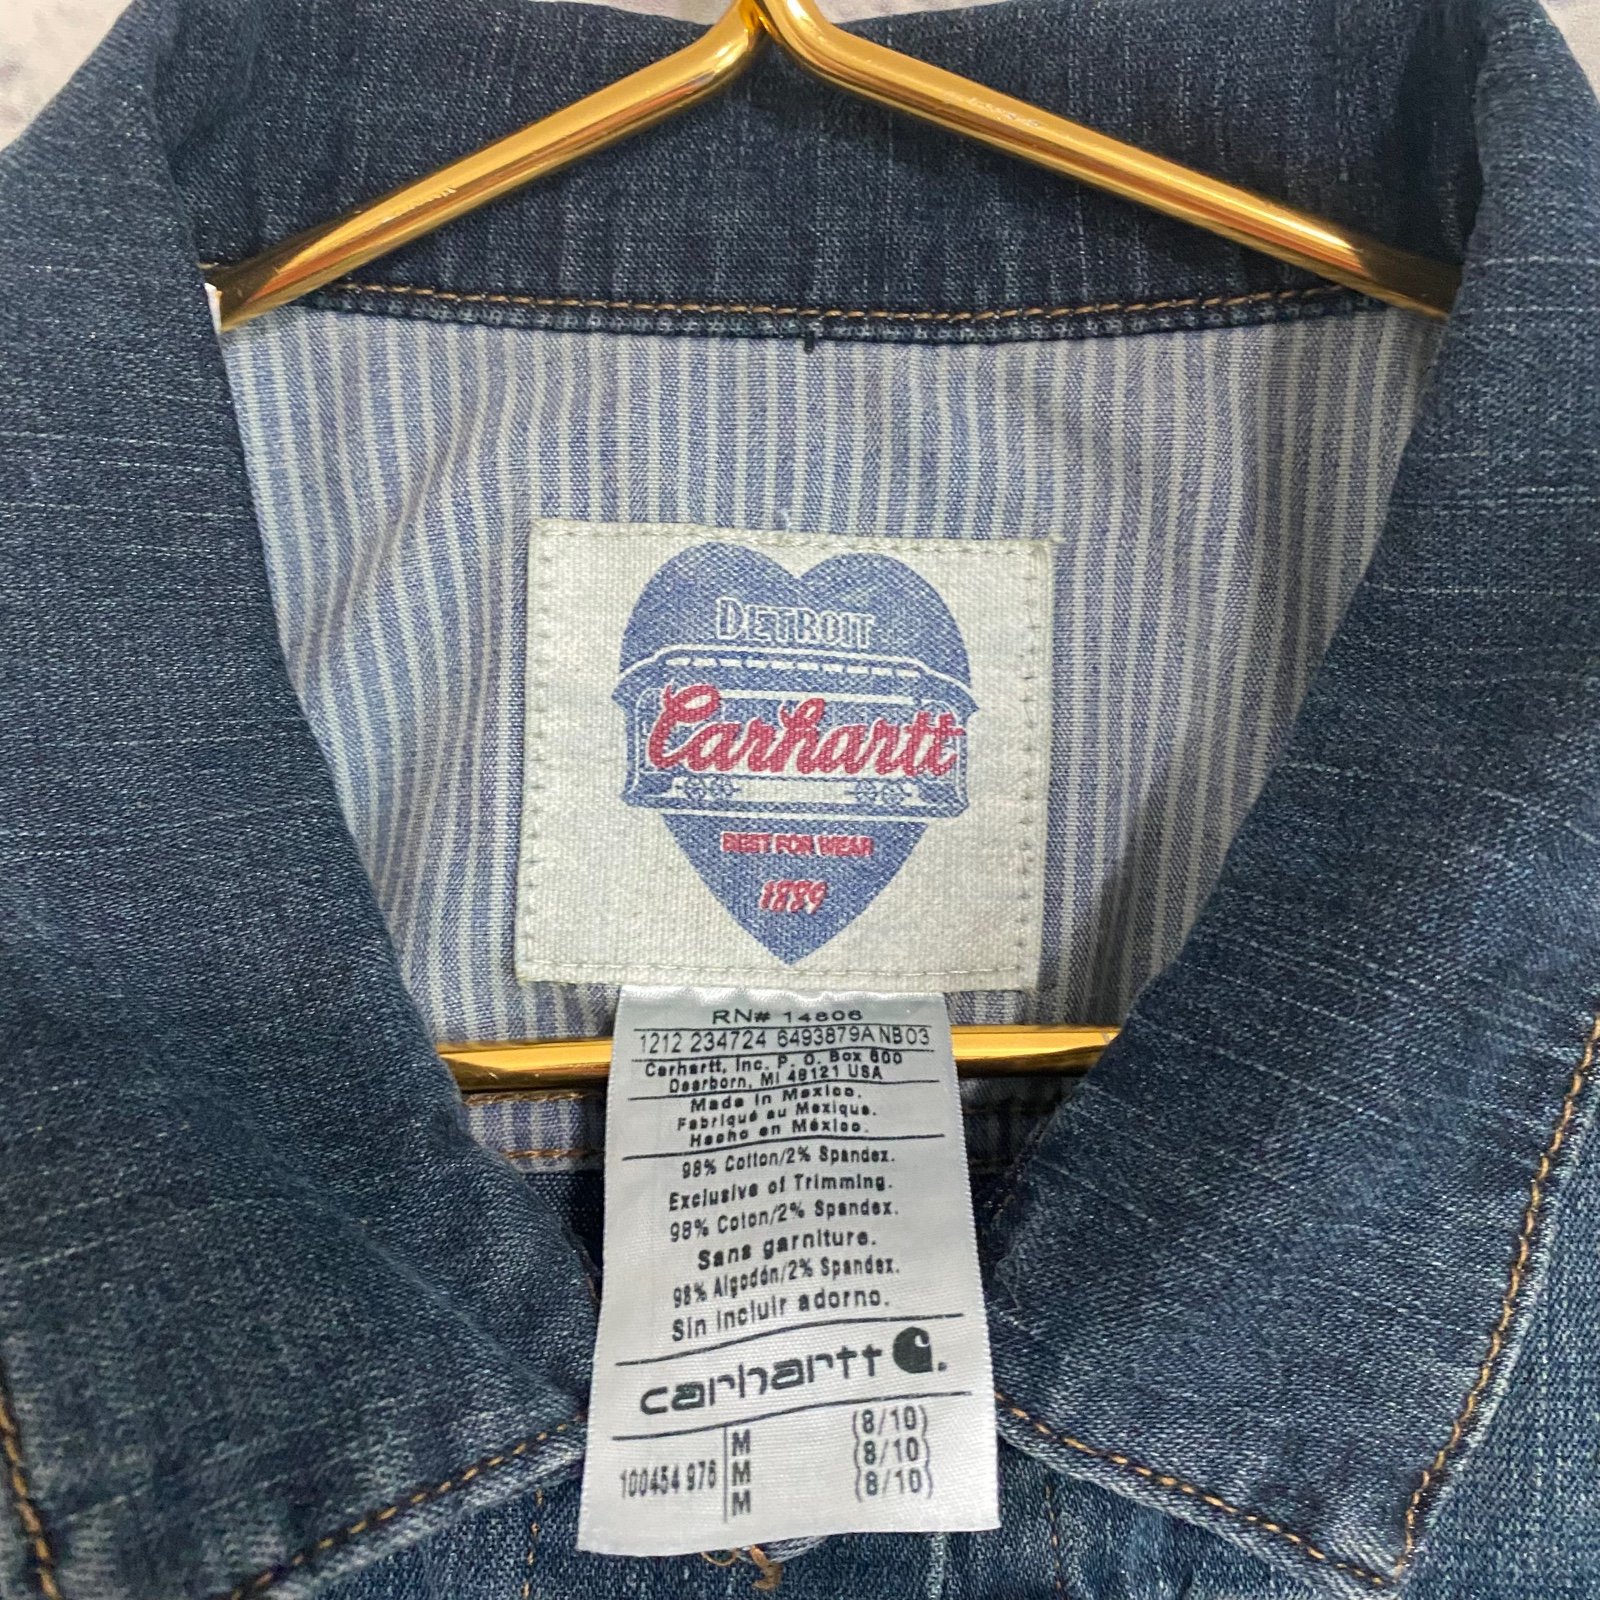 DETROIT
Carhartt
BEST FOR WEAR
1889
RN# 14806
1212 234724 6493879A NB03
Carhartt, Inc. P.O. Box 600
Dearborn, MI 48121 USA
Made in Mexico.
Fabriqué au Mexique.
Hecho en México.
98% Cotton/2% Spandex.
Exclusive of Trimming.
98% Coton/2% Spandex.
Sans garniture.
98% Algodón/2% Spandex.
Sin incluir adorno.
carhartt
M (8/10)
100454 976 M (8/10)
M (8/10)